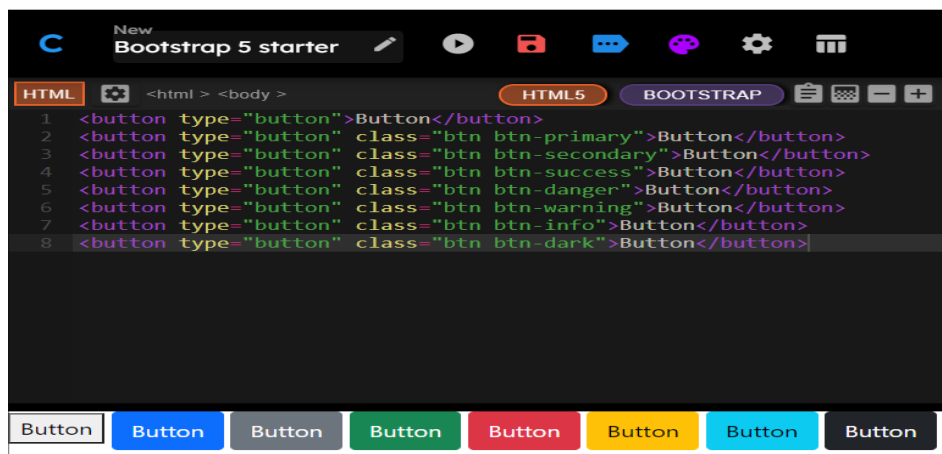 C
New
Bootstrap 5 starter
HTML <html > <body > HTML5 BOOTSTRAP
1 <button type="button">Button</button>
2 <button type="button" class="btn btn-primary">Button</button>
3 <button type="button" class="btn btn-secondary">Button</button>
4 <button type="button" class="btn btn-success">Button</button>
5 <button type="button" class="btn btn-danger">Button</button>
6 <button type="button" class="btn btn-warning">Button</button>
7 <button type="button" class="btn btn-info">Button</button>
8 <button type="button" class="btn btn-dark">Button</button>
Button Button Button Button Button Button Button Button